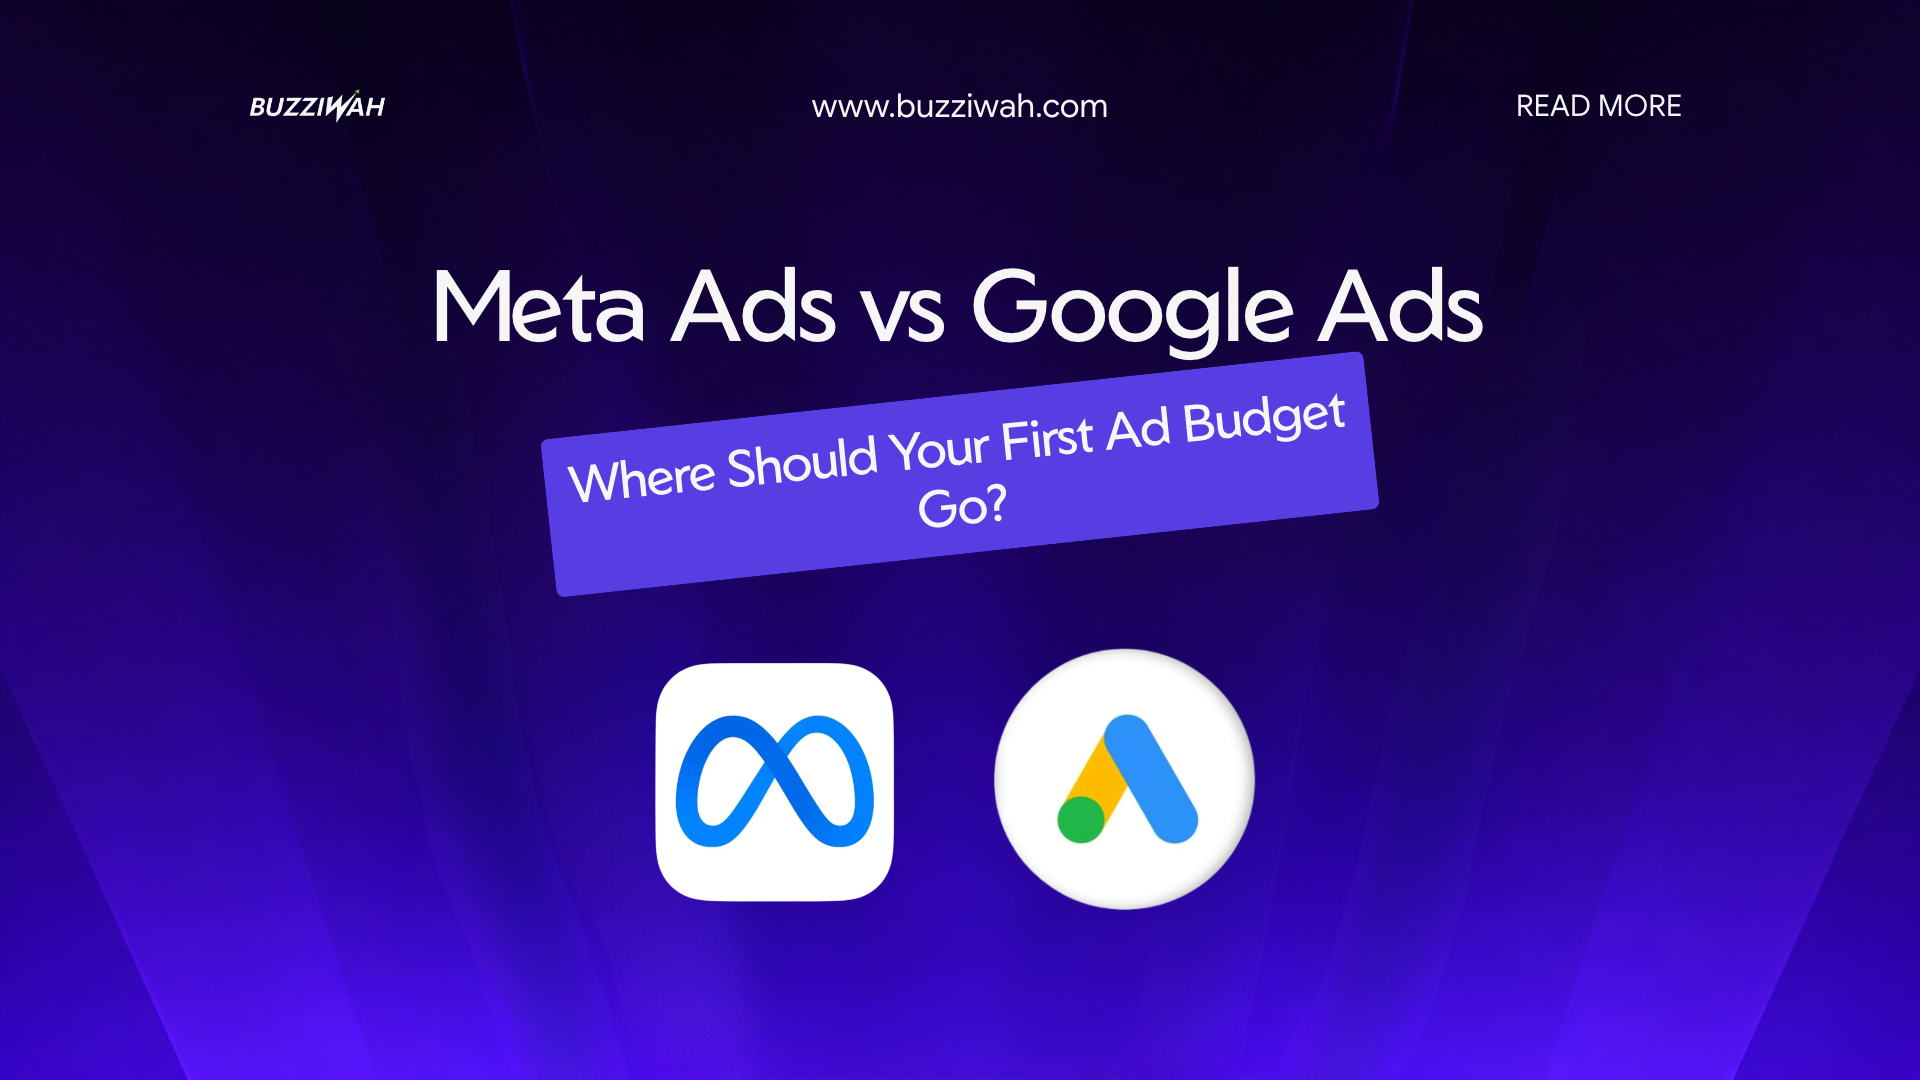 BUZZIWAH
www.buzziwah.com
READ MORE
Meta Ads vs Google Ads
Where Should Your First Ad Budget
Go?